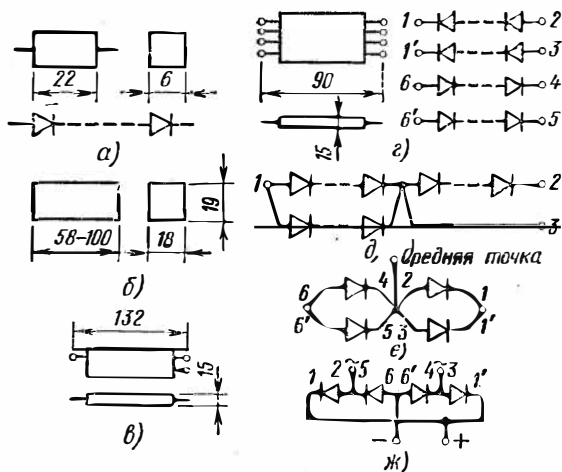 22
6
а)
58–100
18
19
б)
132
15
в)
90
15
г)
1 2
1' 3
6 4
6' 5
1 2
3
д,
средняя точка
6 4 2 1
6' 5 3 1'
е)
1 2 ~ 5 6 6' 4 ~ 3 1'
– +
ж)